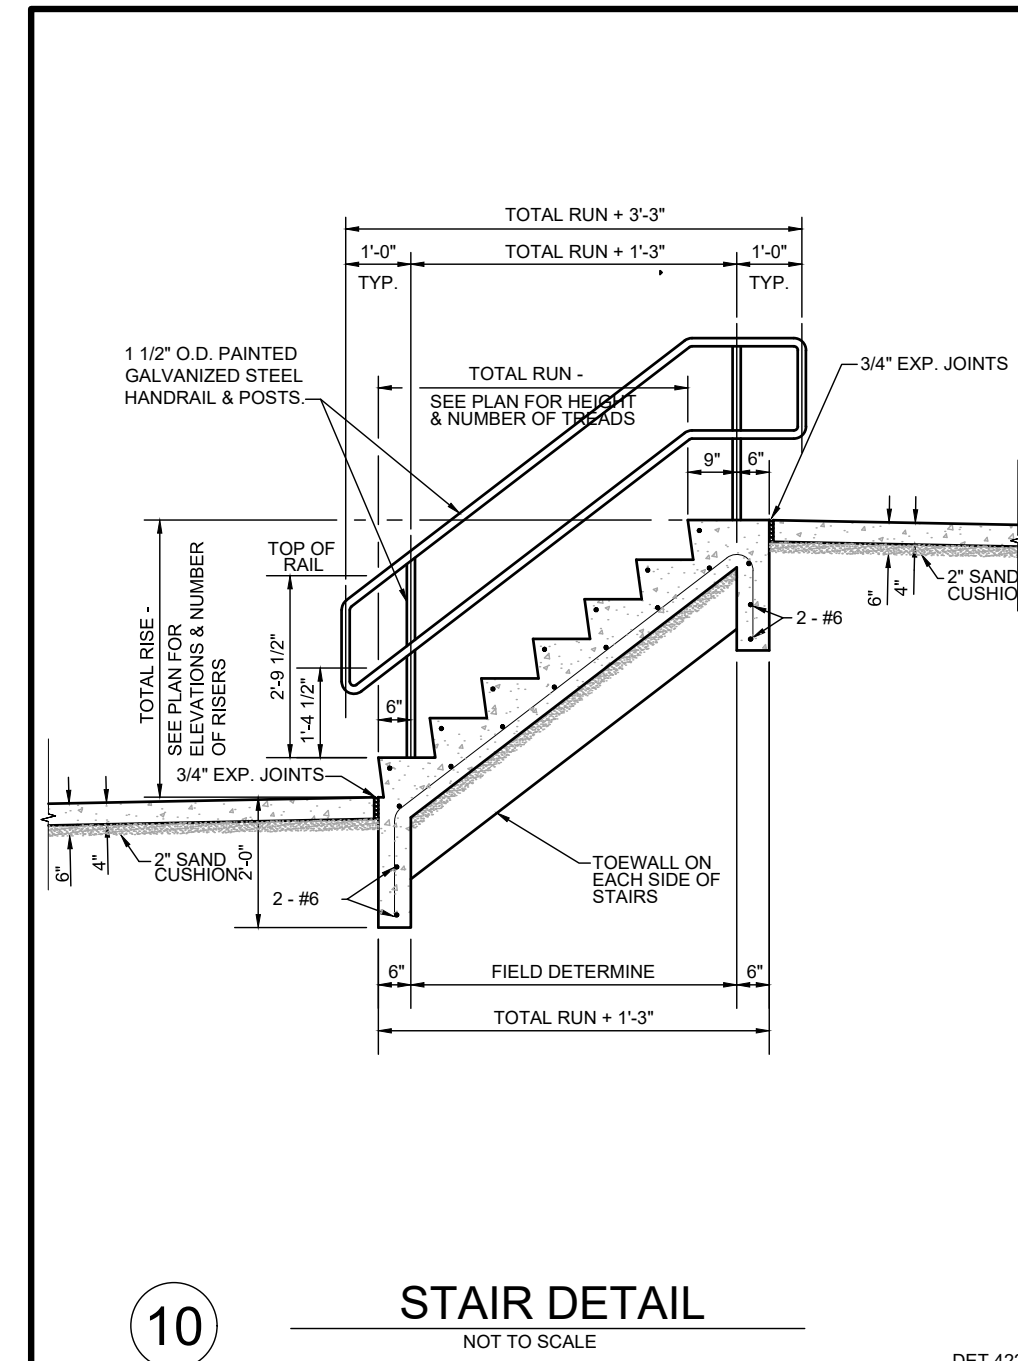 TOTAL RUN + 3'-3"
1'-0"
TOTAL RUN + 1'-3"
1'-0"
TYP.
TYP.
1 1/2" O.D. PAINTED
GALVANIZED STEEL
HANDRAIL & POSTS.
TOTAL RUN -
SEE PLAN FOR HEIGHT
& NUMBER OF TREADS
3/4" EXP. JOINTS
9"
6"
TOP OF
RAIL
TOTAL RISE -
SEE PLAN FOR
ELEVATIONS & NUMBER
OF RISERS
2'-9 1/2"
1'-4 1/2"
6"
6"
4"
2" SAND
CUSHIO
2 - #6
3/4" EXP. JOINTS
6"
4"
2" SAND
CUSHION
2'-0"
2 - #6
TOEWALL ON
EACH SIDE OF
STAIRS
6"
FIELD DETERMINE
6"
TOTAL RUN + 1'-3"
10
STAIR DETAIL
NOT TO SCALE